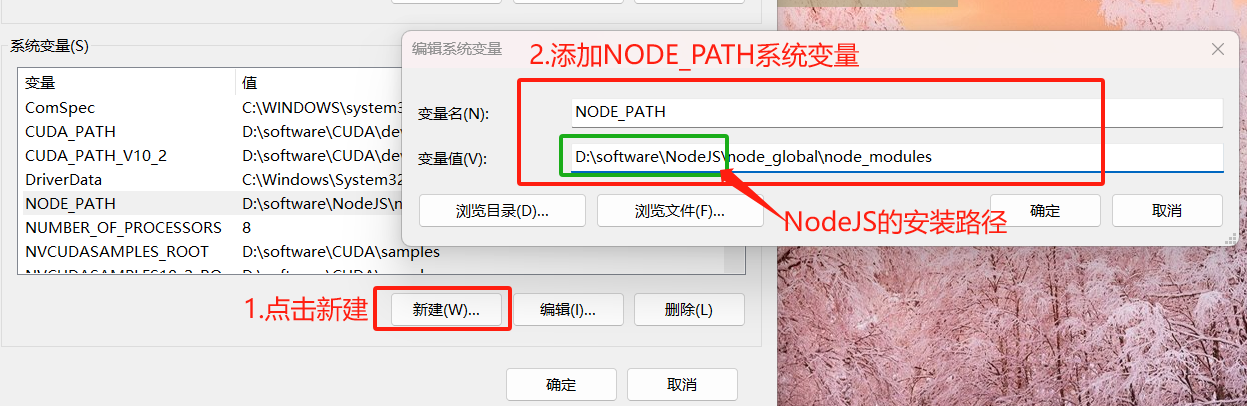 系统变量(S)
变量 值
ComSpec C:\WINDOWS\system3
CUDA_PATH D:\software\CUDA\de
CUDA_PATH_V10_2 D:\software\CUDA\de
DriverData C:\Windows\System32
NODE_PATH D:\software\NodeJS\n
NUMBER_OF_PROCESSORS 8
NVCUDASAMPLES_ROOT D:\software\CUDA\samples
1.点击新建
新建(W)... 编辑(I)... 删除(L)
确定 取消
编辑系统变量
2.添加NODE_PATH系统变量
变量名(N): NODE_PATH
变量值(V): D:\software\NodeJS\node_global\node_modules
浏览目录(D)... 浏览文件(F)... 确定 取消
NodeJS的安装路径